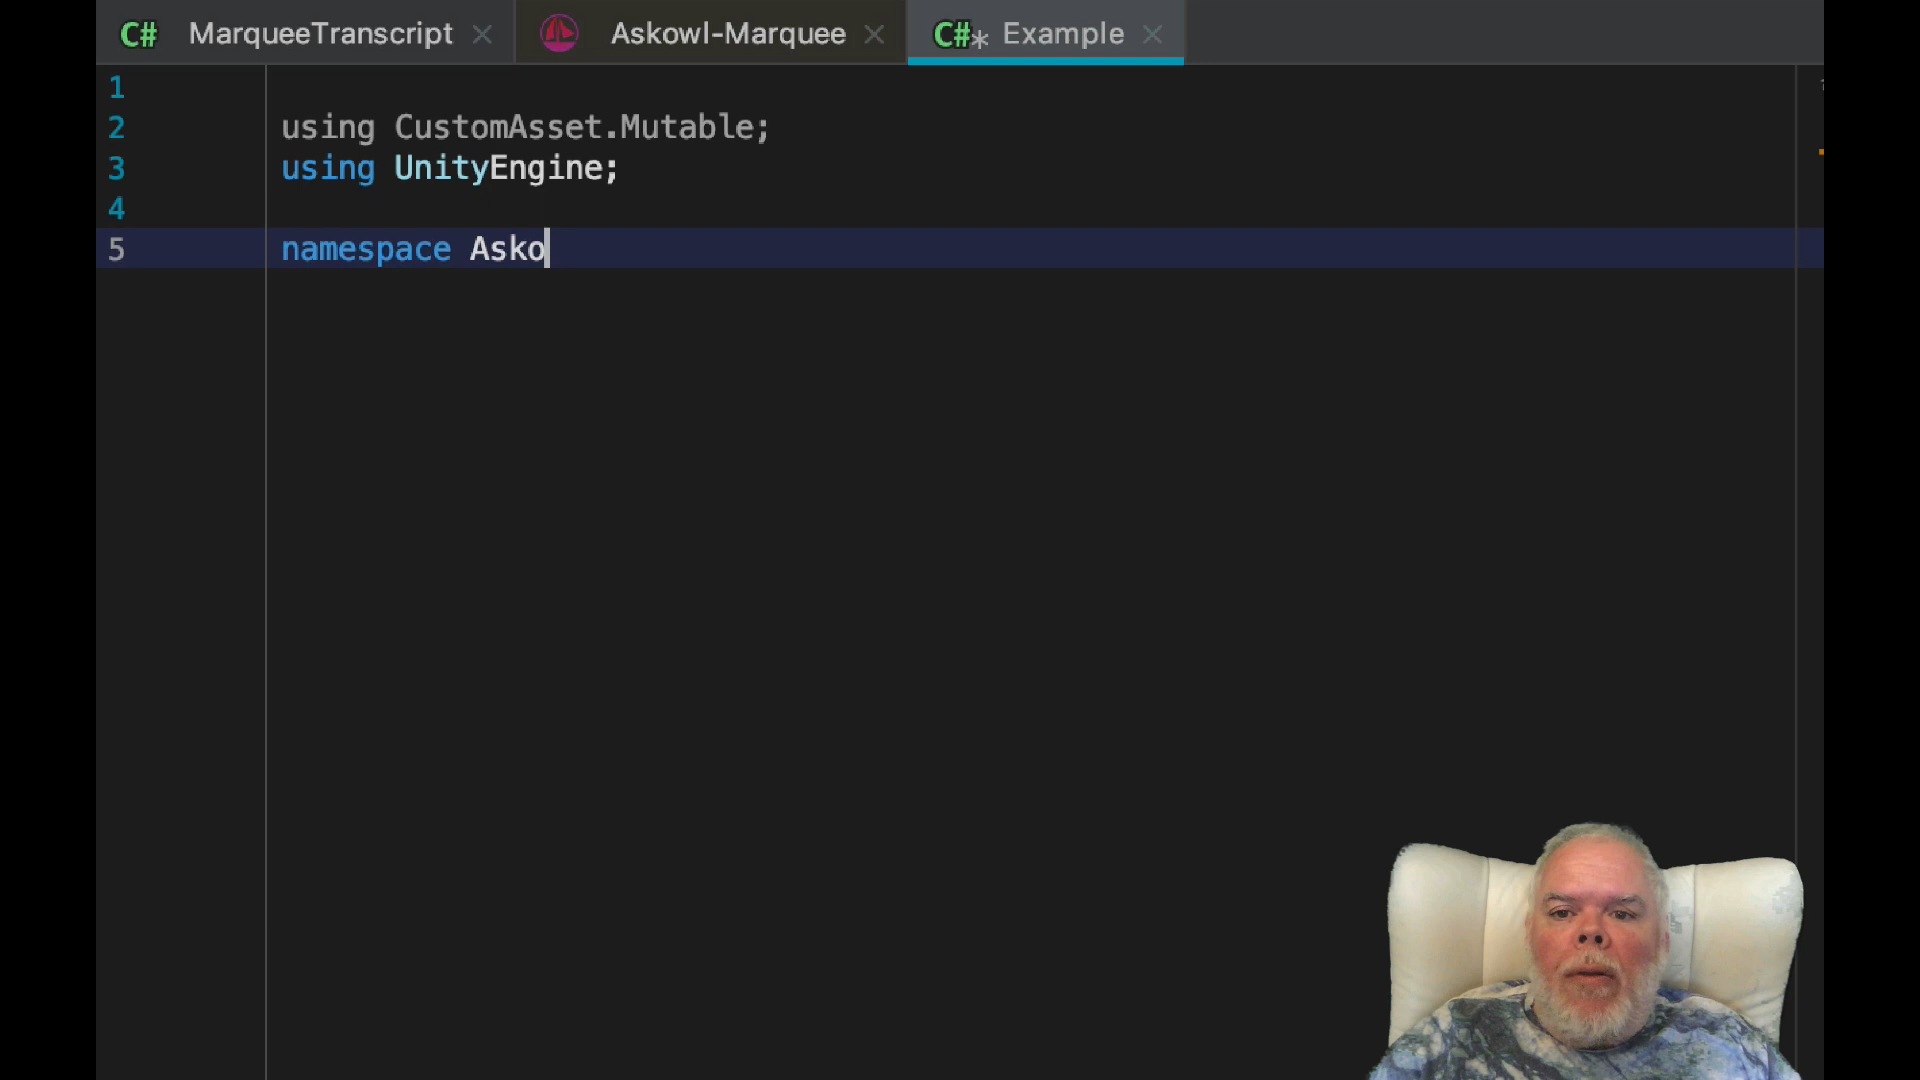 C# MarqueeTranscript × Askowl-Marquee × C#* Example ×
1
2 using CustomAsset.Mutable;
3 using UnityEngine;
4
5 namespace Asko